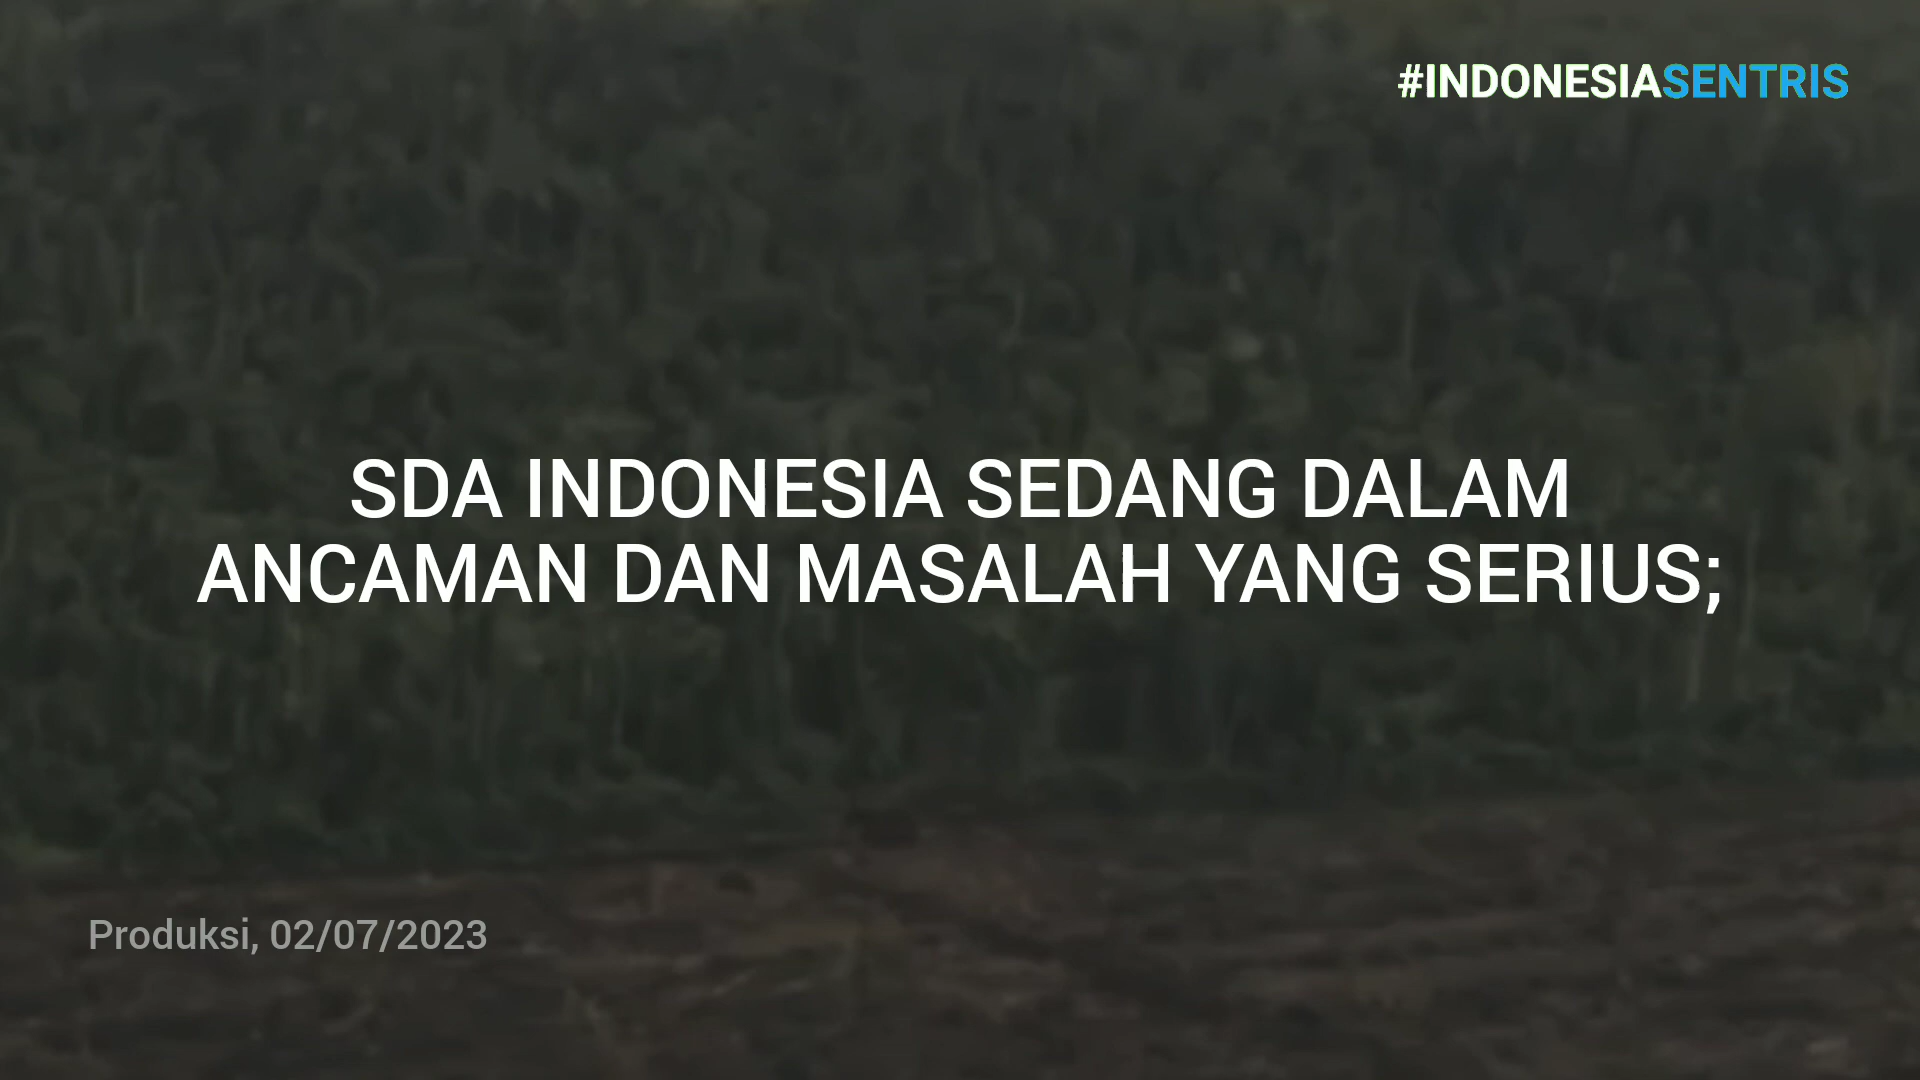 #INDONESIASENTRIS
SDA INDONESIA SEDANG DALAM
ANCAMAN DAN MASALAH YANG SERIUS;
Produksi, 02/07/2023